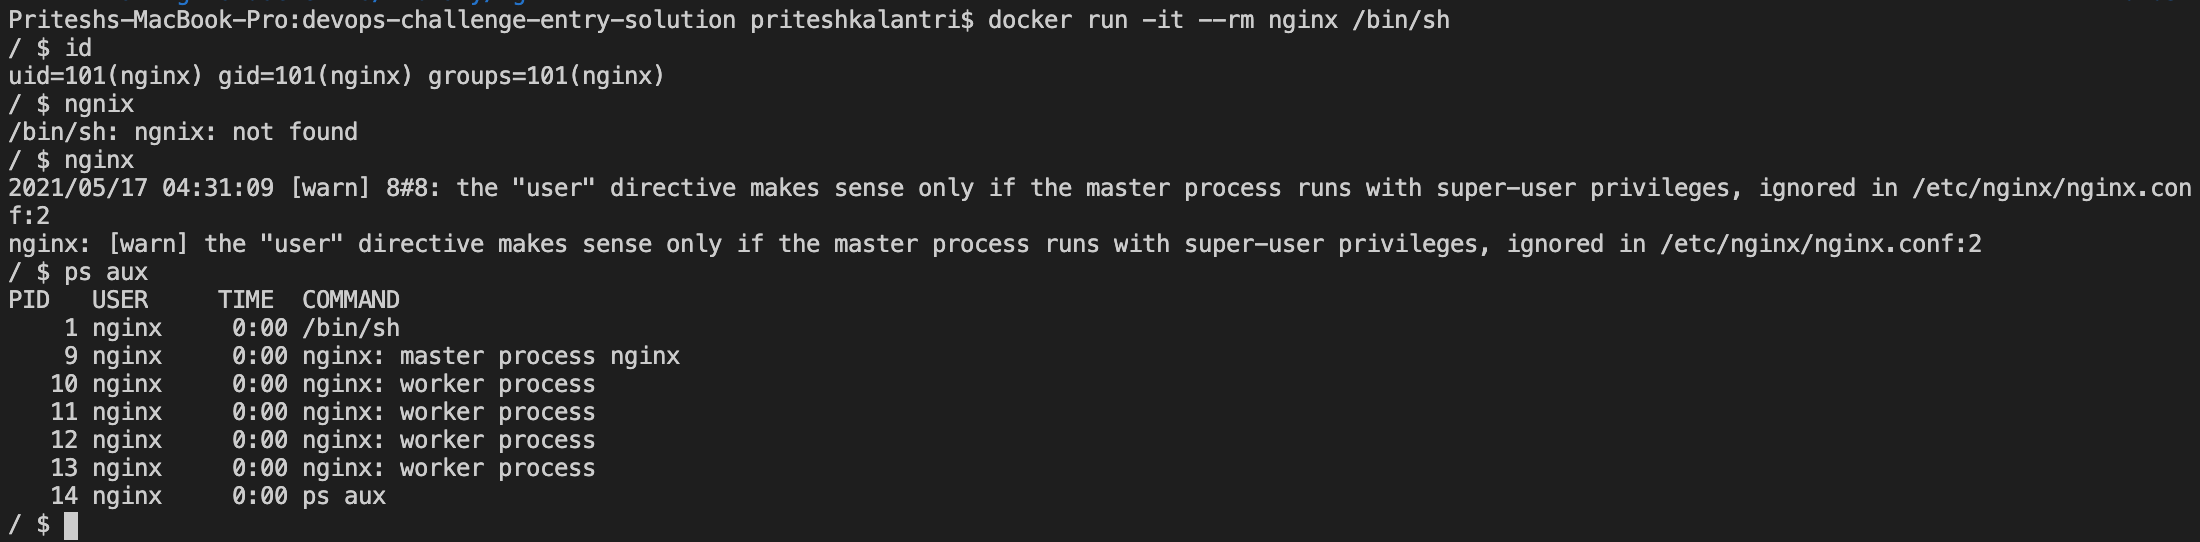 Priteshs-MacBook-Pro:devops-challenge-entry-solution priteshkalantri$ docker run -it --rm nginx /bin/sh
/ $ id
uid=101(nginx) gid=101(nginx) groups=101(nginx)
/ $ ngnix
/bin/sh: ngnix: not found
/ $ nginx
2021/05/17 04:31:09 [warn] 8#8: the "user" directive makes sense only if the master process runs with super-user privileges, ignored in /etc/nginx/nginx.con
f:2
nginx: [warn] the "user" directive makes sense only if the master process runs with super-user privileges, ignored in /etc/nginx/nginx.conf:2
/ $ ps aux
PID   USER     TIME  COMMAND
    1 nginx     0:00 /bin/sh
    9 nginx     0:00 nginx: master process nginx
   10 nginx     0:00 nginx: worker process
   11 nginx     0:00 nginx: worker process
   12 nginx     0:00 nginx: worker process
   13 nginx     0:00 nginx: worker process
   14 nginx     0:00 ps aux
/ $